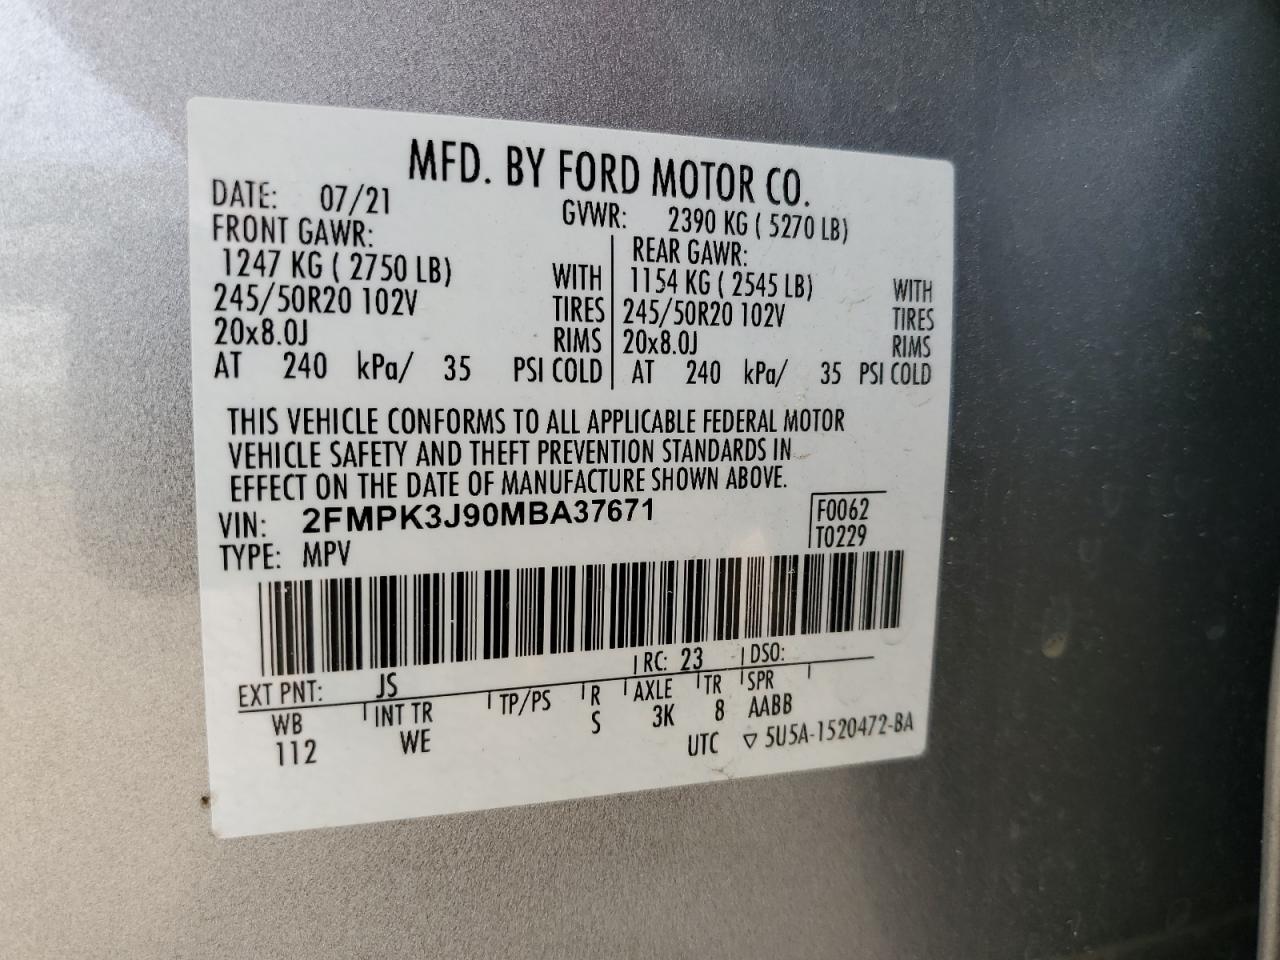 MFD. BY FORD MOTOR CO.
DATE: 07/21 GVWR: 2390 KG ( 5270 LB)
FRONT GAWR: REAR GAWR:
1247 KG ( 2750 LB) WITH 1154 KG ( 2545 LB) WITH
245/50R20 102V TIRES 245/50R20 102V TIRES
20x8.0J RIMS 20x8.0J RIMS
AT 240 kPa/ 35 PSI COLD AT 240 kPa/ 35 PSI COLD
THIS VEHICLE CONFORMS TO ALL APPLICABLE FEDERAL MOTOR
VEHICLE SAFETY AND THEFT PREVENTION STANDARDS IN
EFFECT ON THE DATE OF MANUFACTURE SHOWN ABOVE.
VIN: 2FMPK3J90MBA37671 F0062
TYPE: MPV T0229
EXT PNT: JS RC: 23 DSO:
WB INT TR TP/PS R AXLE TR SPR
112 WE S 3K 8 AABB
UTC ▽ 5U5A-1520472-BA